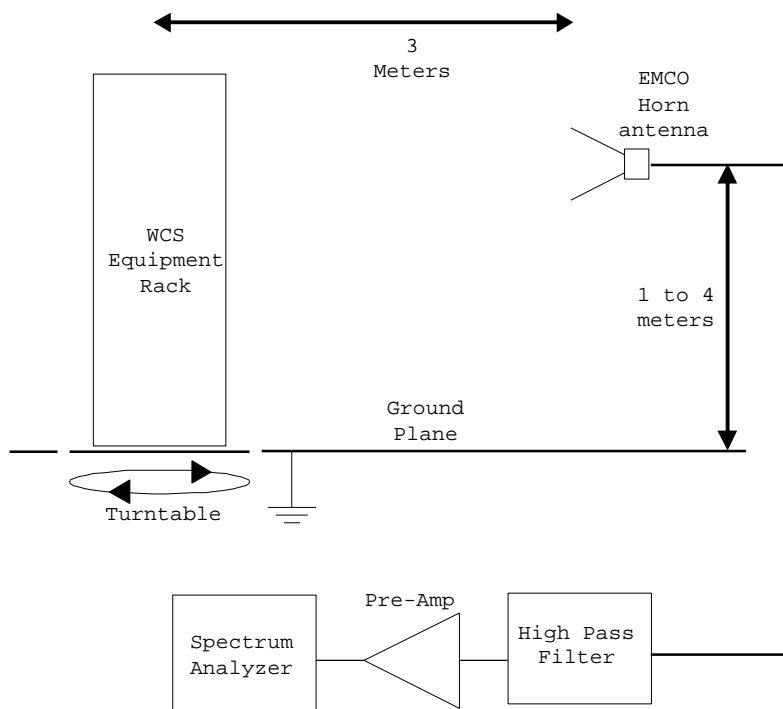 3
Meters
EMCO
Horn
antenna
WCS
Equipment
Rack
1 to 4
meters
Ground
Plane
Turntable
Pre-Amp
Spectrum
Analyzer
High Pass
Filter